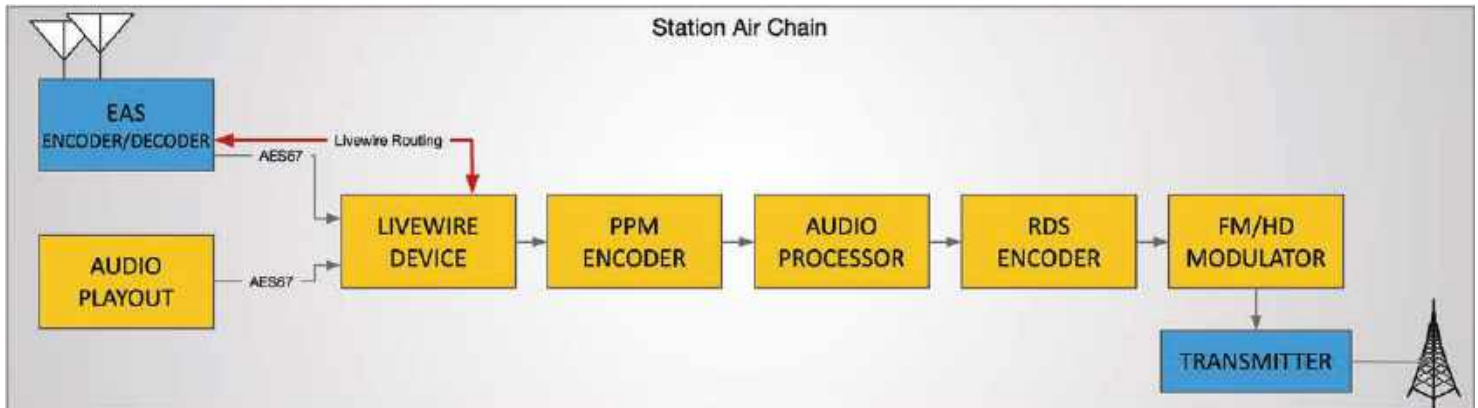 Station Air Chain
EAS
ENCODER/DECODER
Livewire Routing
AES67
LIVEWIRE
DEVICE
PPM
ENCODER
AUDIO
PROCESSOR
RDS
ENCODER
FM/HD
MODULATOR
AUDIO
PLAYOUT
AES67
TRANSMITTER